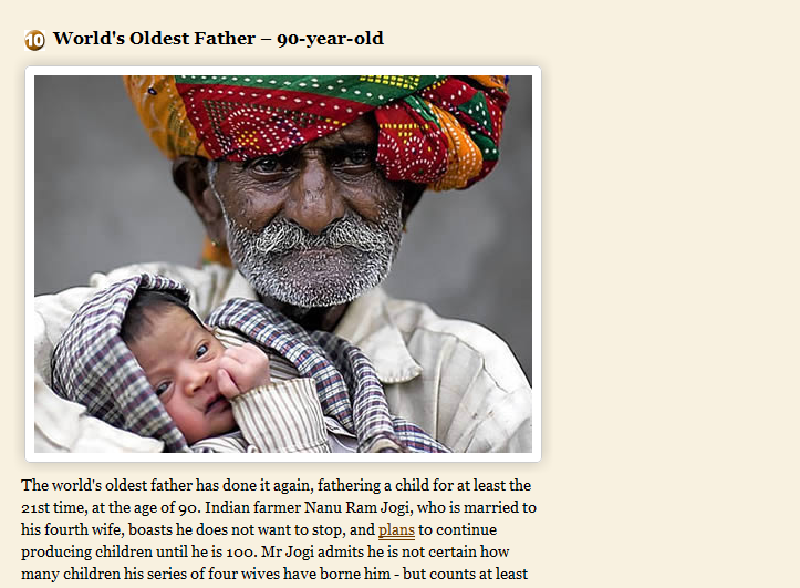 10 World's Oldest Father – 90-year-old
The world's oldest father has done it again, fathering a child for at least the
21st time, at the age of 90. Indian farmer Nanu Ram Jogi, who is married to
his fourth wife, boasts he does not want to stop, and plans to continue
producing children until he is 100. Mr Jogi admits he is not certain how
many children his series of four wives have borne him - but counts at least